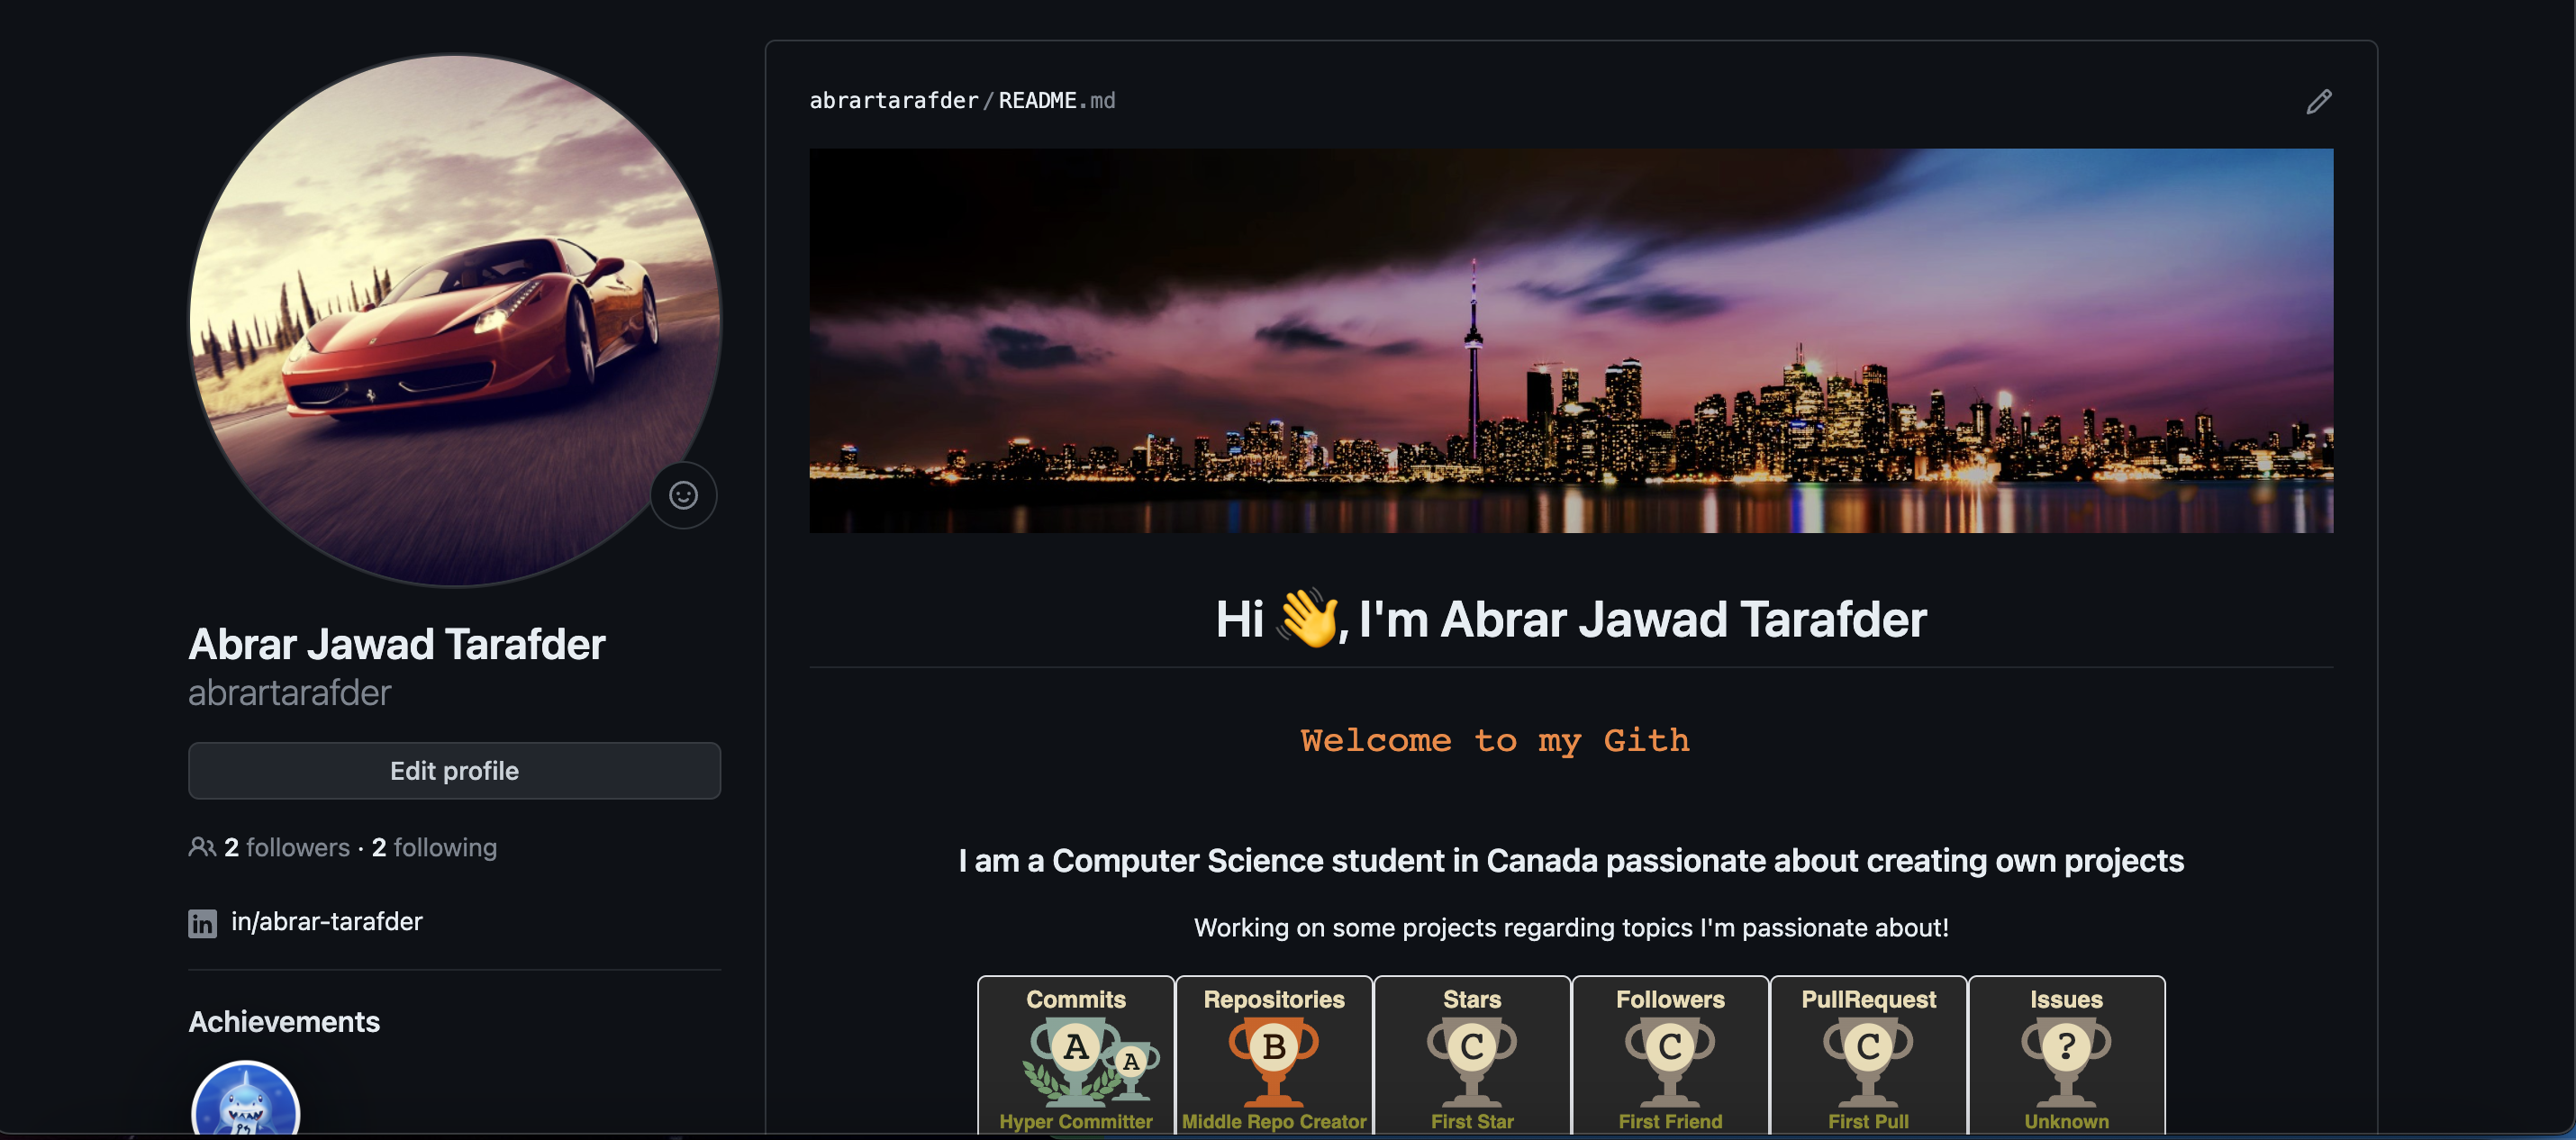 Abrar Jawad Tarafder
abrartarafder
Edit profile
2 followers · 2 following
in/abrar-tarafder
Achievements
abrartarafder/README.md
Hi 👋, I'm Abrar Jawad Tarafder
Welcome to my Gith
I am a Computer Science student in Canada passionate about creating own projects
Working on some projects regarding topics I'm passionate about!
Commits Repositories Stars Followers PullRequest Issues
A A B C C C ?
Hyper Committer Middle Repo Creator First Star First Friend First Pull Unknown